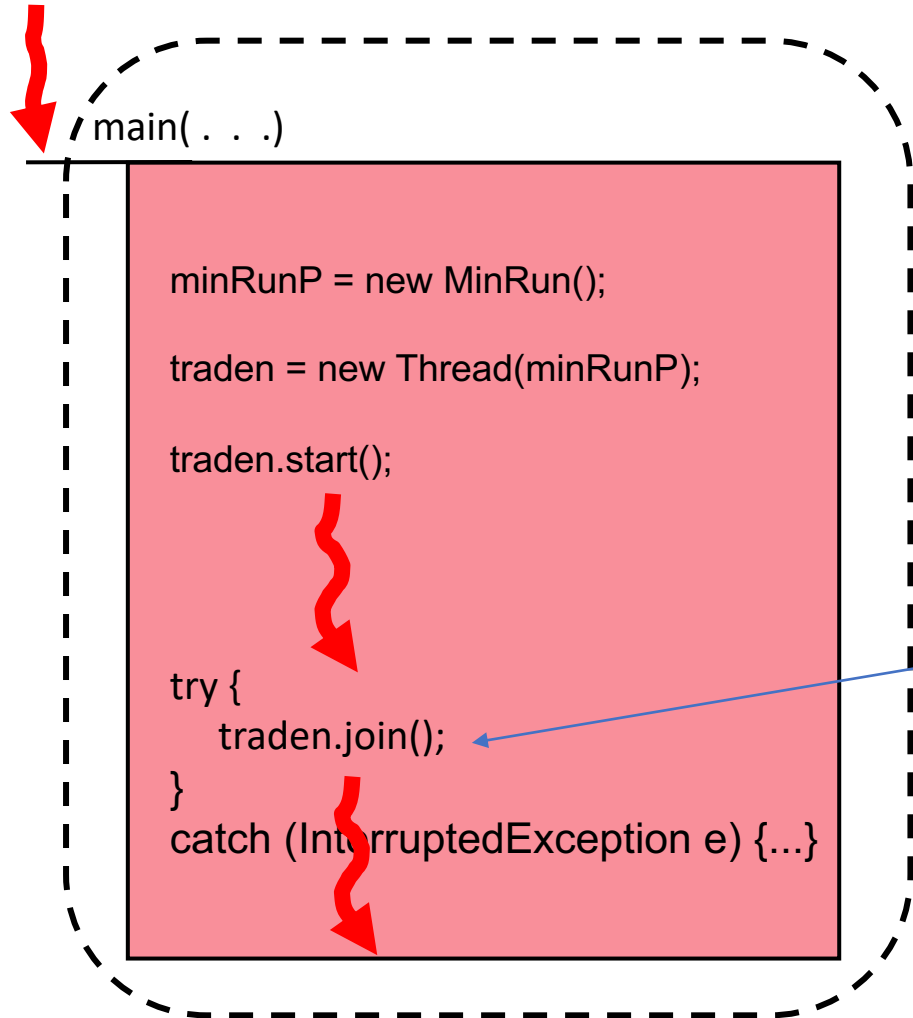 main( . . .)
minRunP = new MinRun();
traden = new Thread(minRunP);
traden.start();
try {
traden.join();
}
catch (InterruptedException e) {...}